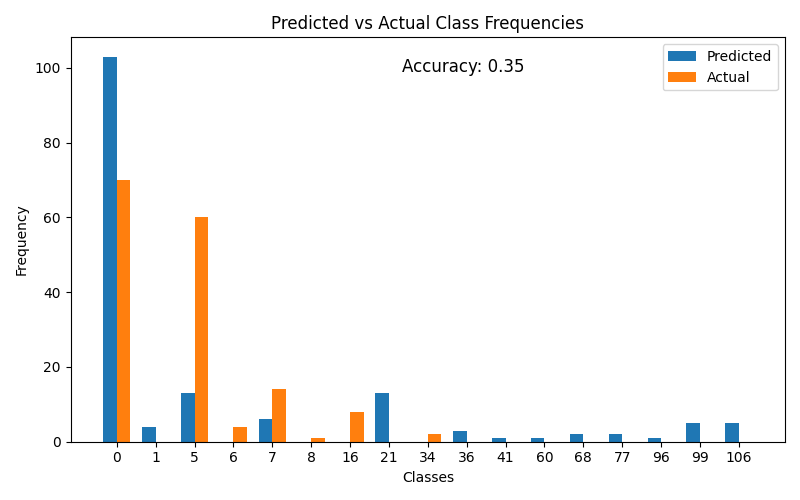 Predicted vs Actual Class Frequencies
Accuracy: 0.35
Predicted
Actual
Frequency
100
80
60
40
20
0
0 1 5 6 7 8 16 21 34 36 41 60 68 77 96 99 106
Classes